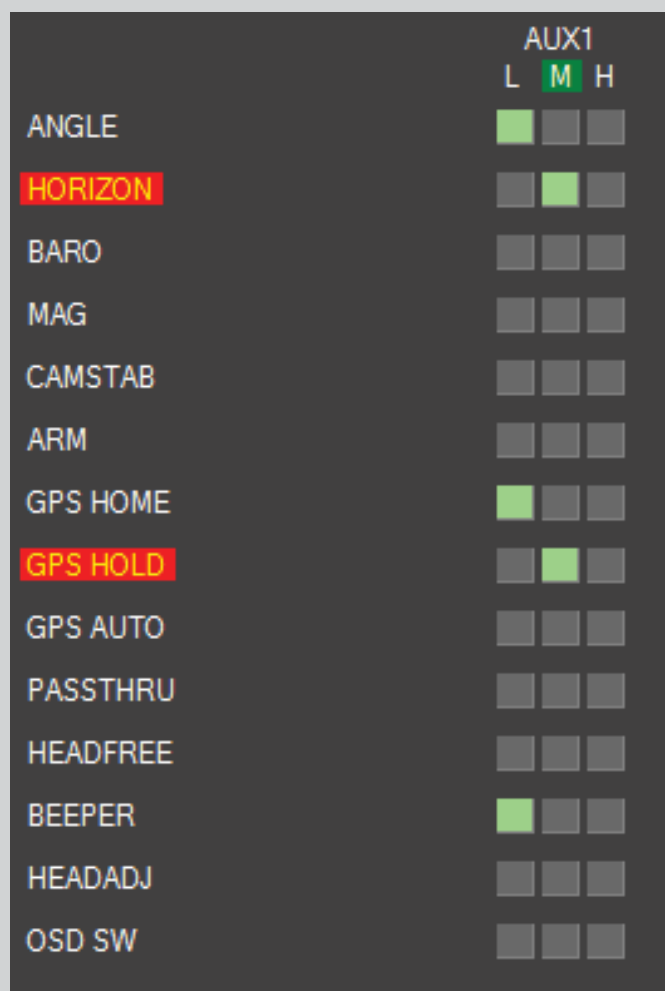 AUX1
L M H
ANGLE
HORIZON
BARO
MAG
CAMSTAB
ARM
GPS HOME
GPS HOLD
GPS AUTO
PASSTHRU
HEADFREE
BEEPER
HEADADJ
OSD SW